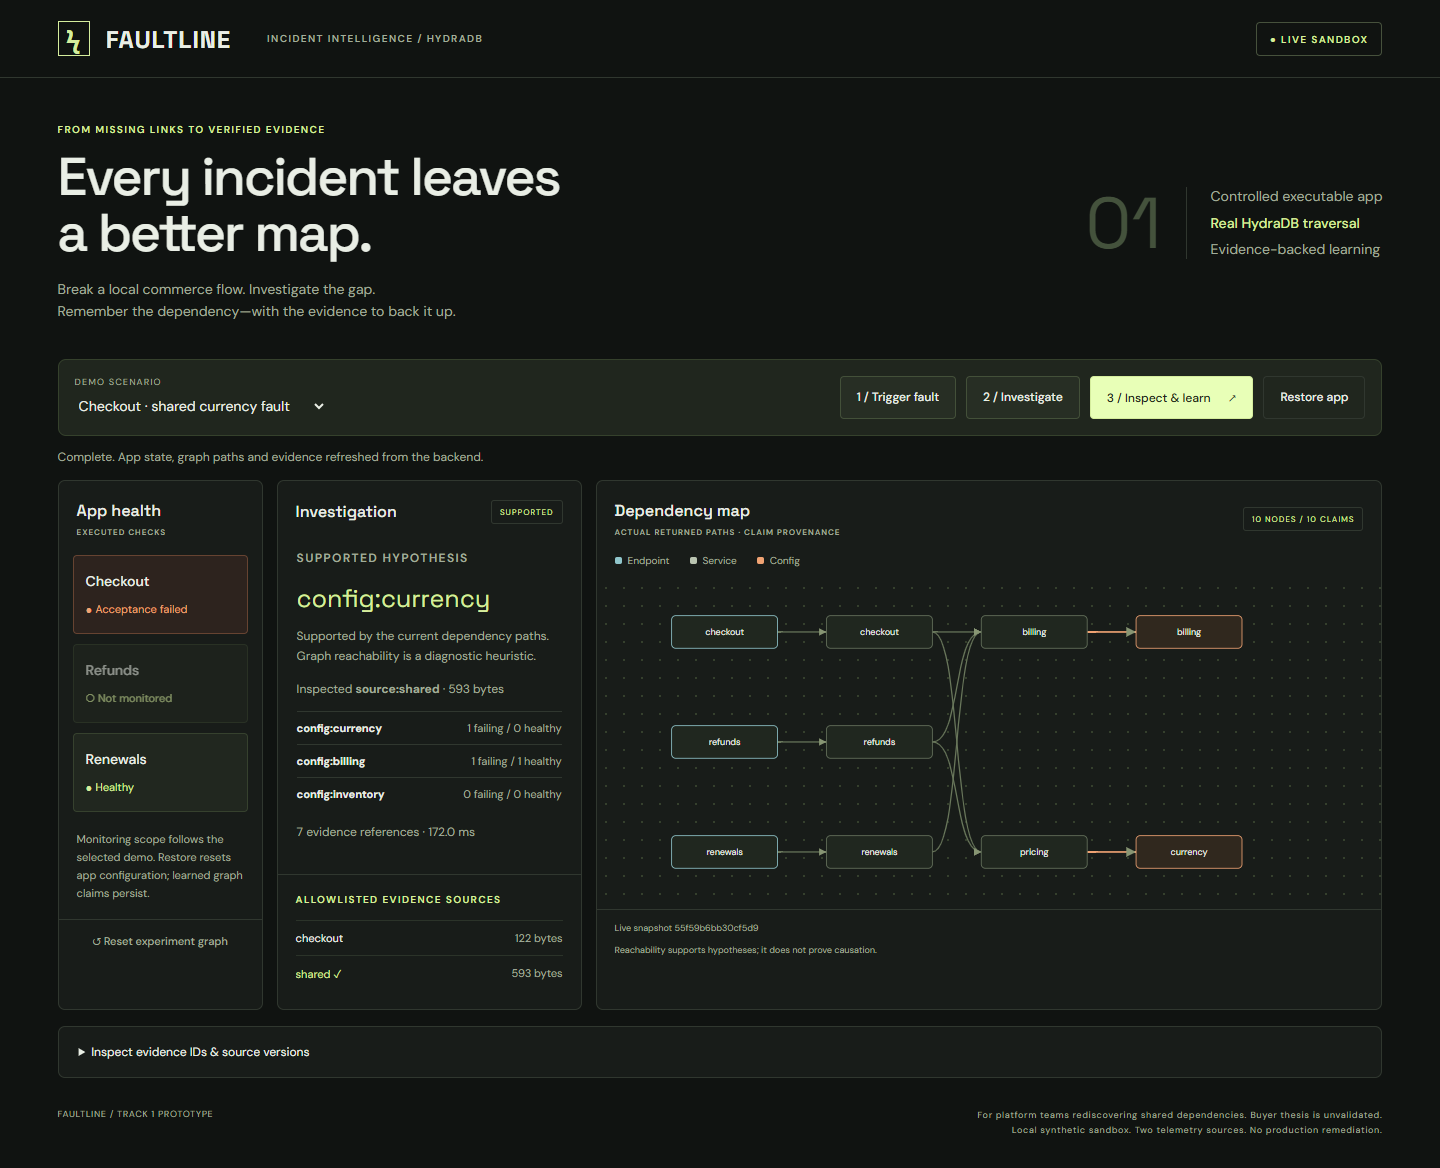 FAULTLINE
INCIDENT INTELLIGENCE / HYDRADB
● LIVE SANDBOX
FROM MISSING LINKS TO VERIFIED EVIDENCE
Every incident leaves
a better map.
Break a local commerce flow. Investigate the gap.
Remember the dependency—with the evidence to back it up.
01
Controlled executable app
Real HydraDB traversal
Evidence-backed learning
DEMO SCENARIO
Checkout · shared currency fault
1 / Trigger fault
2 / Investigate
3 / Inspect & learn ↗
Restore app
Complete. App state, graph paths and evidence refreshed from the backend.
App health
EXECUTED CHECKS
Checkout
● Acceptance failed
Refunds
○ Not monitored
Renewals
● Healthy
Monitoring scope follows the
selected demo. Restore resets
app configuration; learned graph
claims persist.
↺ Reset experiment graph
Investigation
SUPPORTED
SUPPORTED HYPOTHESIS
config:currency
Supported by the current dependency paths.
Graph reachability is a diagnostic heuristic.
Inspected source:shared · 593 bytes
config:currency 1 failing / 0 healthy
config:billing 1 failing / 1 healthy
config:inventory 0 failing / 0 healthy
7 evidence references · 172.0 ms
ALLOWLISTED EVIDENCE SOURCES
checkout 122 bytes
shared ✓ 593 bytes
Dependency map
ACTUAL RETURNED PATHS · CLAIM PROVENANCE
10 NODES / 10 CLAIMS
Endpoint Service Config
checkout checkout billing billing
refunds refunds
renewals renewals pricing currency
Live snapshot 55f59b6bb30cf5d9
Reachability supports hypotheses; it does not prove causation.
▶ Inspect evidence IDs & source versions
FAULTLINE / TRACK 1 PROTOTYPE
For platform teams rediscovering shared dependencies. Buyer thesis is unvalidated.
Local synthetic sandbox. Two telemetry sources. No production remediation.